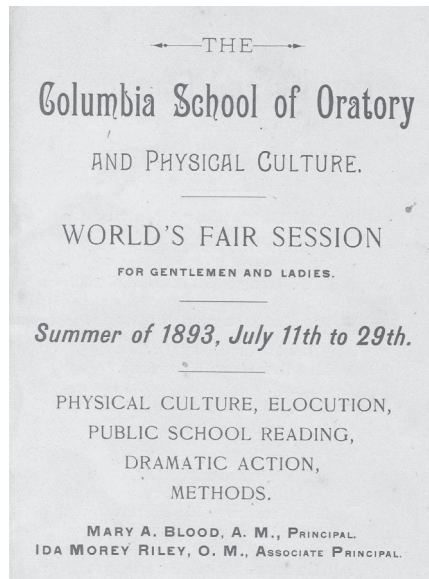 THE
Columbia School of Oratory
AND PHYSICAL CULTURE.
WORLD'S FAIR SESSION
FOR GENTLEMEN AND LADIES.
Summer of 1893, July 11th to 29th.
PHYSICAL CULTURE, ELOCUTION,
PUBLIC SCHOOL READING,
DRAMATIC ACTION,
METHODS.
MARY A. BLOOD, A. M., PRINCIPAL.
IDA MOREY RILEY, O. M., ASSOCIATE PRINCIPAL.